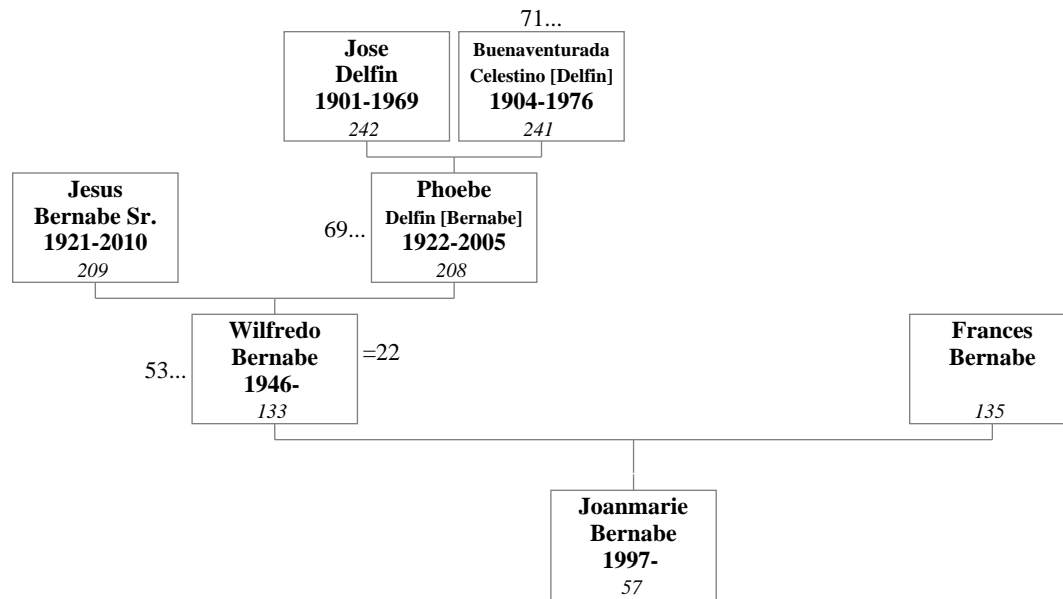 71...
Jose
Delfin
1901-1969
242
Buenaventurada
Celestino [Delfin]
1904-1976
241
Jesus
Bernabe Sr.
1921-2010
209
69...
Phoebe
Delfin [Bernabe]
1922-2005
208
53...
Wilfredo
Bernabe
1946-
133
=22
Frances
Bernabe
135
Joanmarie
Bernabe
1997-
57